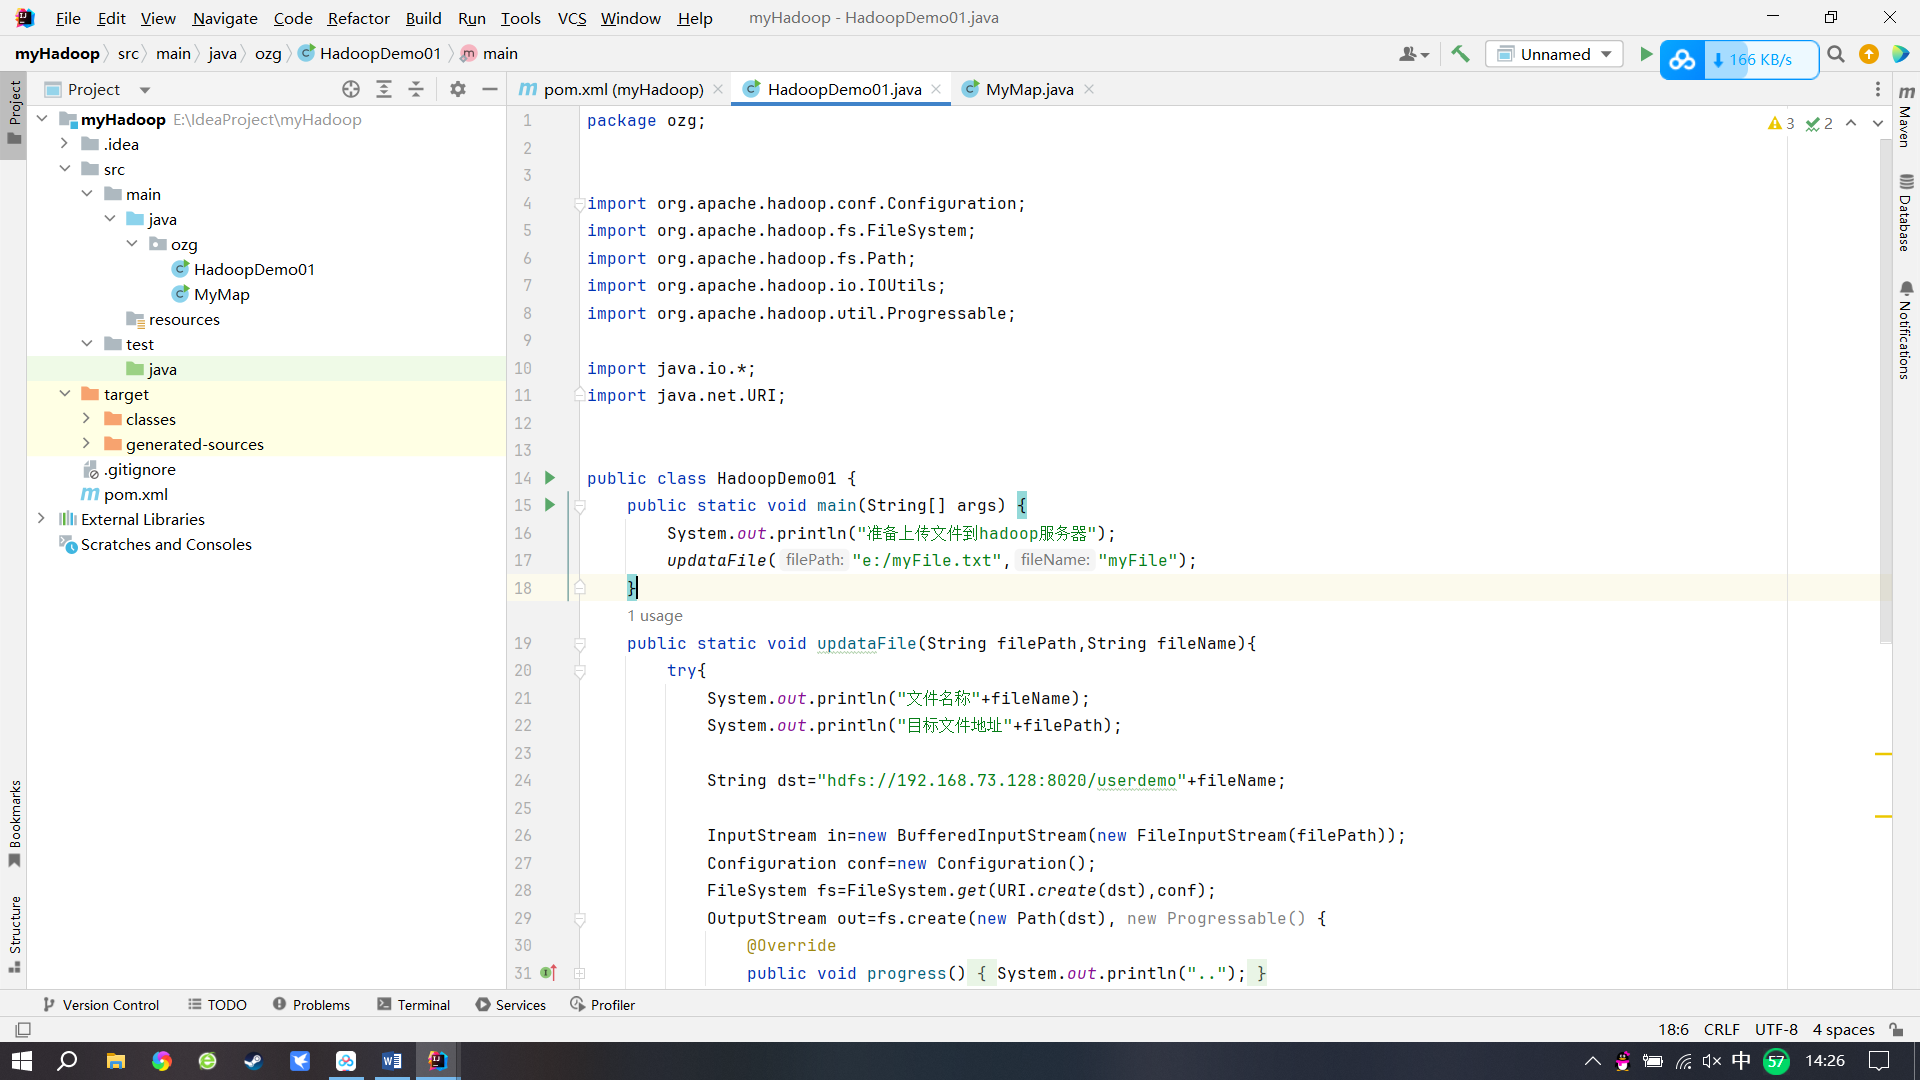 File Edit View Navigate Code Refactor Build Run Tools VCS Window Help myHadoop - HadoopDemo01.java
myHadoop src main java ozg HadoopDemo01 main
Unnamed
166 KB/s
Project
pom.xml (myHadoop) HadoopDemo01.java MyMap.java
myHadoop E:\IdeaProject\myHadoop
.idea
src
main
java
ozg
HadoopDemo01
MyMap
resources
test
java
target
classes
generated-sources
.gitignore
pom.xml
External Libraries
Scratches and Consoles
Project
Bookmarks
Structure
3 2
1 package ozg;
2
3
4 import org.apache.hadoop.conf.Configuration;
5 import org.apache.hadoop.fs.FileSystem;
6 import org.apache.hadoop.fs.Path;
7 import org.apache.hadoop.io.IOUtils;
8 import org.apache.hadoop.util.Progressable;
9
10 import java.io.*;
11 import java.net.URI;
12
13
14 public class HadoopDemo01 {
15 public static void main(String[] args) {
16 System.out.println("准备上传文件到hadoop服务器");
17 updataFile( filePath: "e:/myFile.txt", fileName: "myFile");
18 }
1 usage
19 public static void updataFile(String filePath,String fileName){
20 try{
21 System.out.println("文件名称"+fileName);
22 System.out.println("目标文件地址"+filePath);
23
24 String dst="hdfs://192.168.73.128:8020/userdemo"+fileName;
25
26 InputStream in=new BufferedInputStream(new FileInputStream(filePath));
27 Configuration conf=new Configuration();
28 FileSystem fs=FileSystem.get(URI.create(dst),conf);
29 OutputStream out=fs.create(new Path(dst), new Progressable() {
30 @Override
31 public void progress() { System.out.println(".."); }
Maven
Database
Notifications
Version Control TODO Problems Terminal Services Profiler
18:6 CRLF UTF-8 4 spaces
中 57 14:26